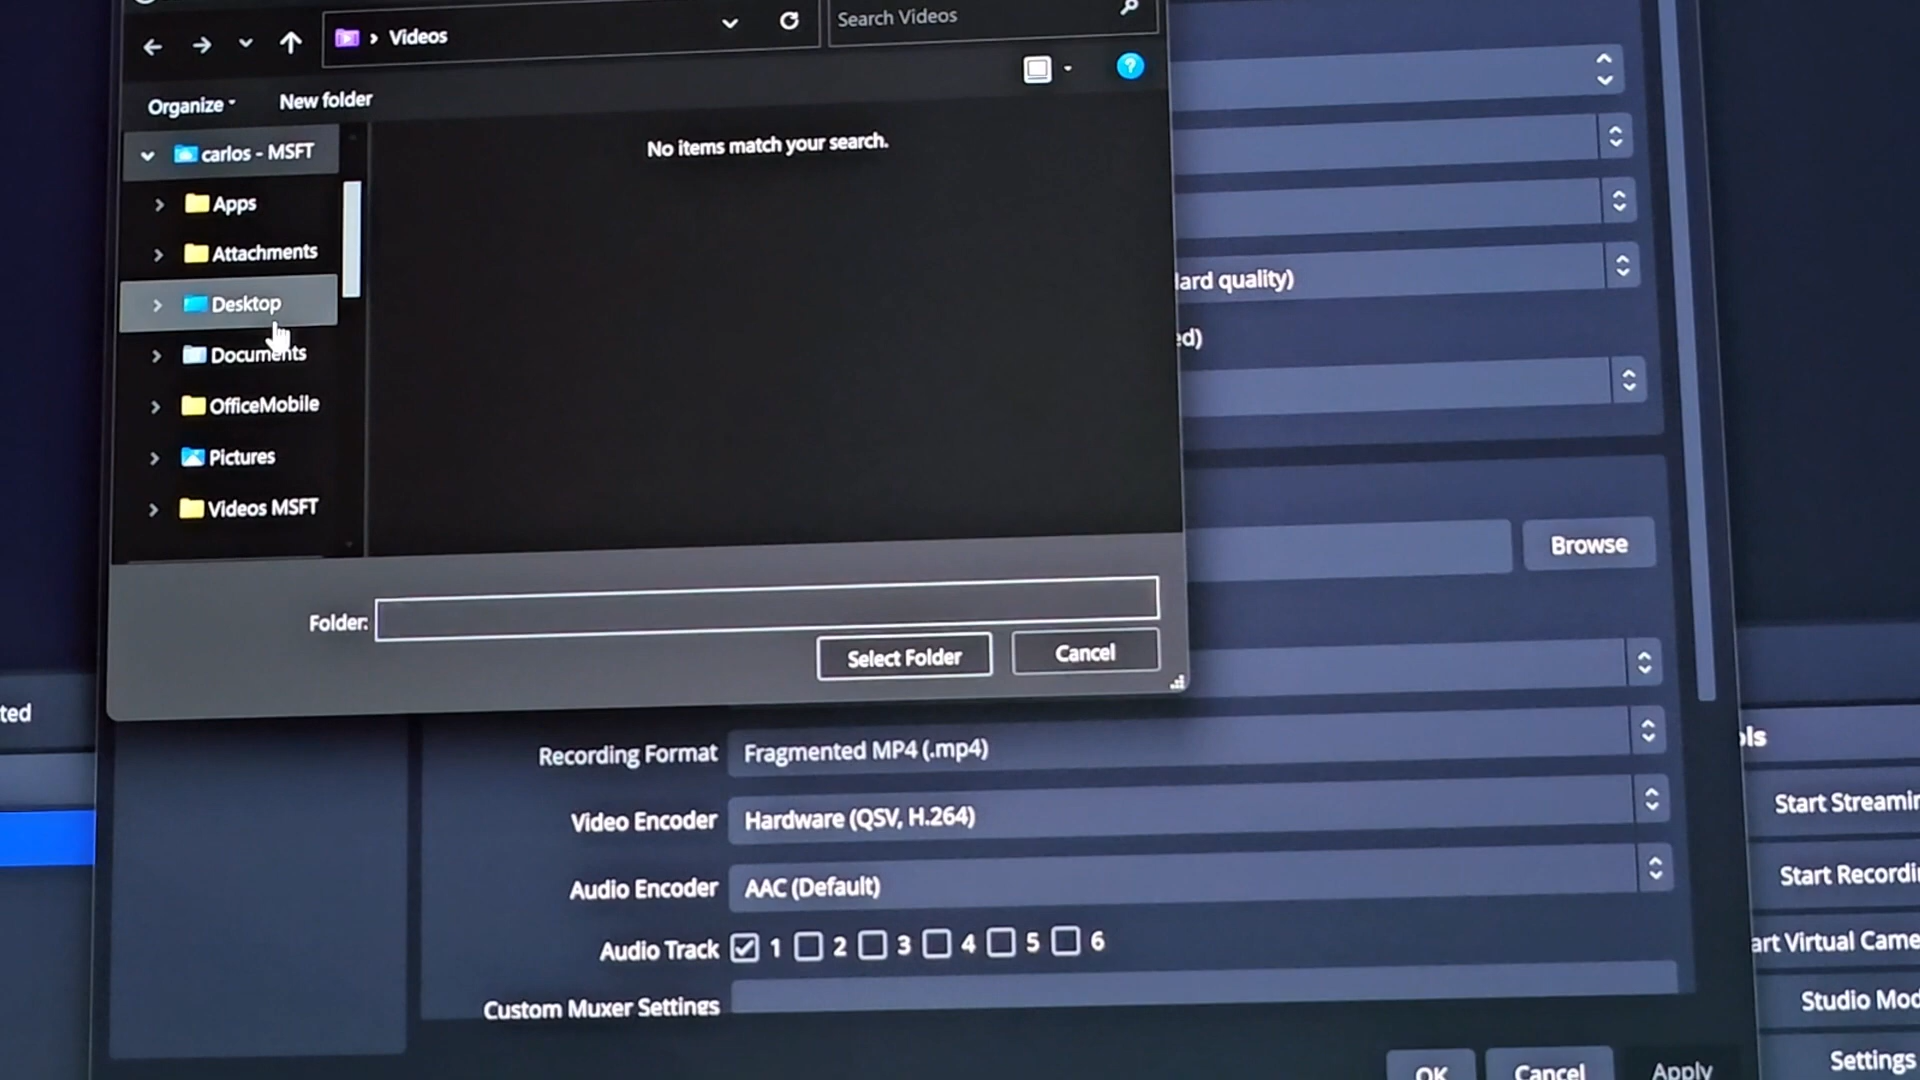 Videos
Search Videos
Organize
New folder
carlos - MSFT
No items match your search.
Apps
Attachments
Desktop
Documents
OfficeMobile
Pictures
Videos MSFT
Folder:
Select Folder
Cancel
lard quality)
ed)
Browse
ted
Recording Format
Fragmented MP4 (.mp4)
Video Encoder
Hardware (QSV, H.264)
Audio Encoder
AAC (Default)
Audio Track
1 2 3 4 5 6
Custom Muxer Settings
OK
Cancel
Apply
ols
Start Streamin
Start Recordi
art Virtual Came
Studio Mod
Settings